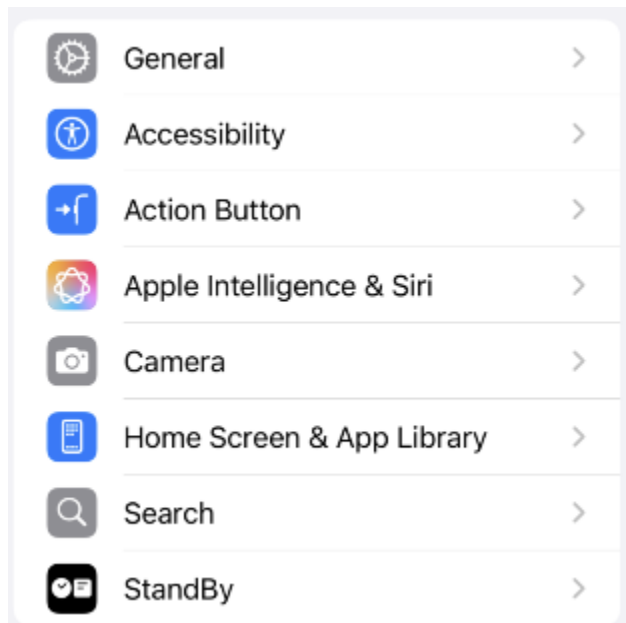 General
Accessibility
Action Button
Apple Intelligence & Siri
Camera
Home Screen & App Library
Search
StandBy